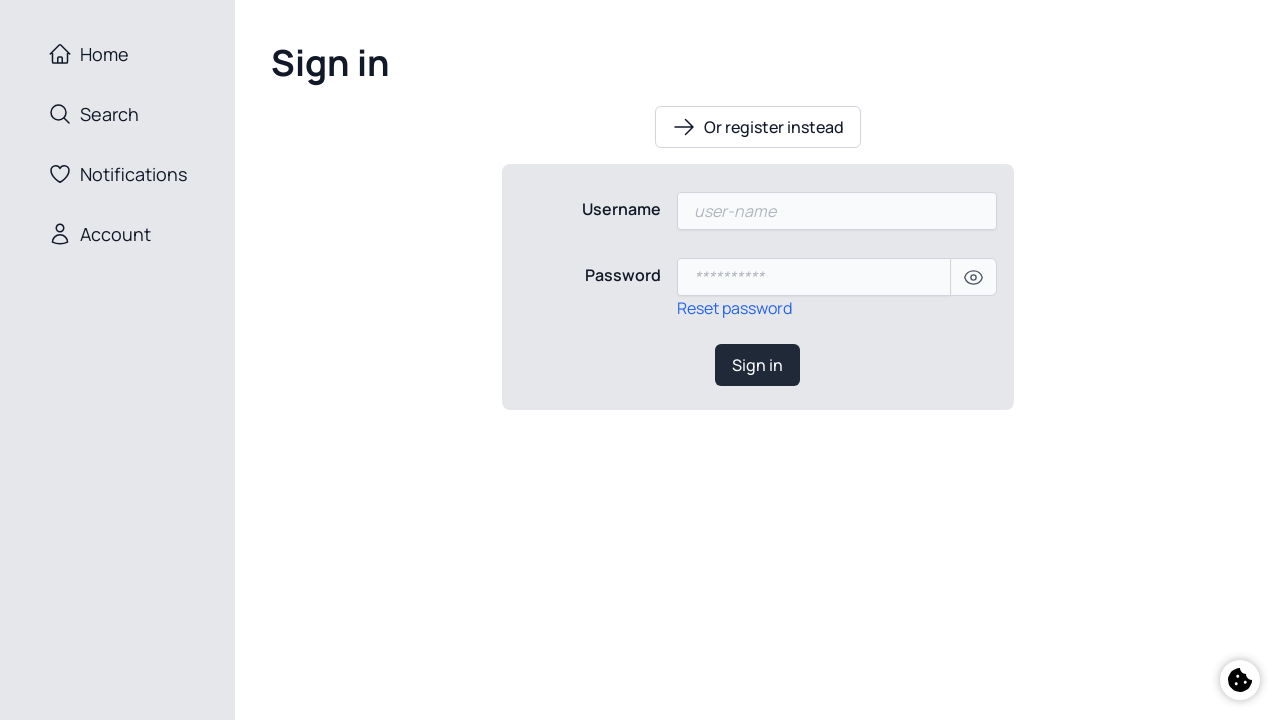 Home
Search
Notifications
Account
Sign in
Or register instead
Username
user-name
Password
**********
Reset password
Sign in